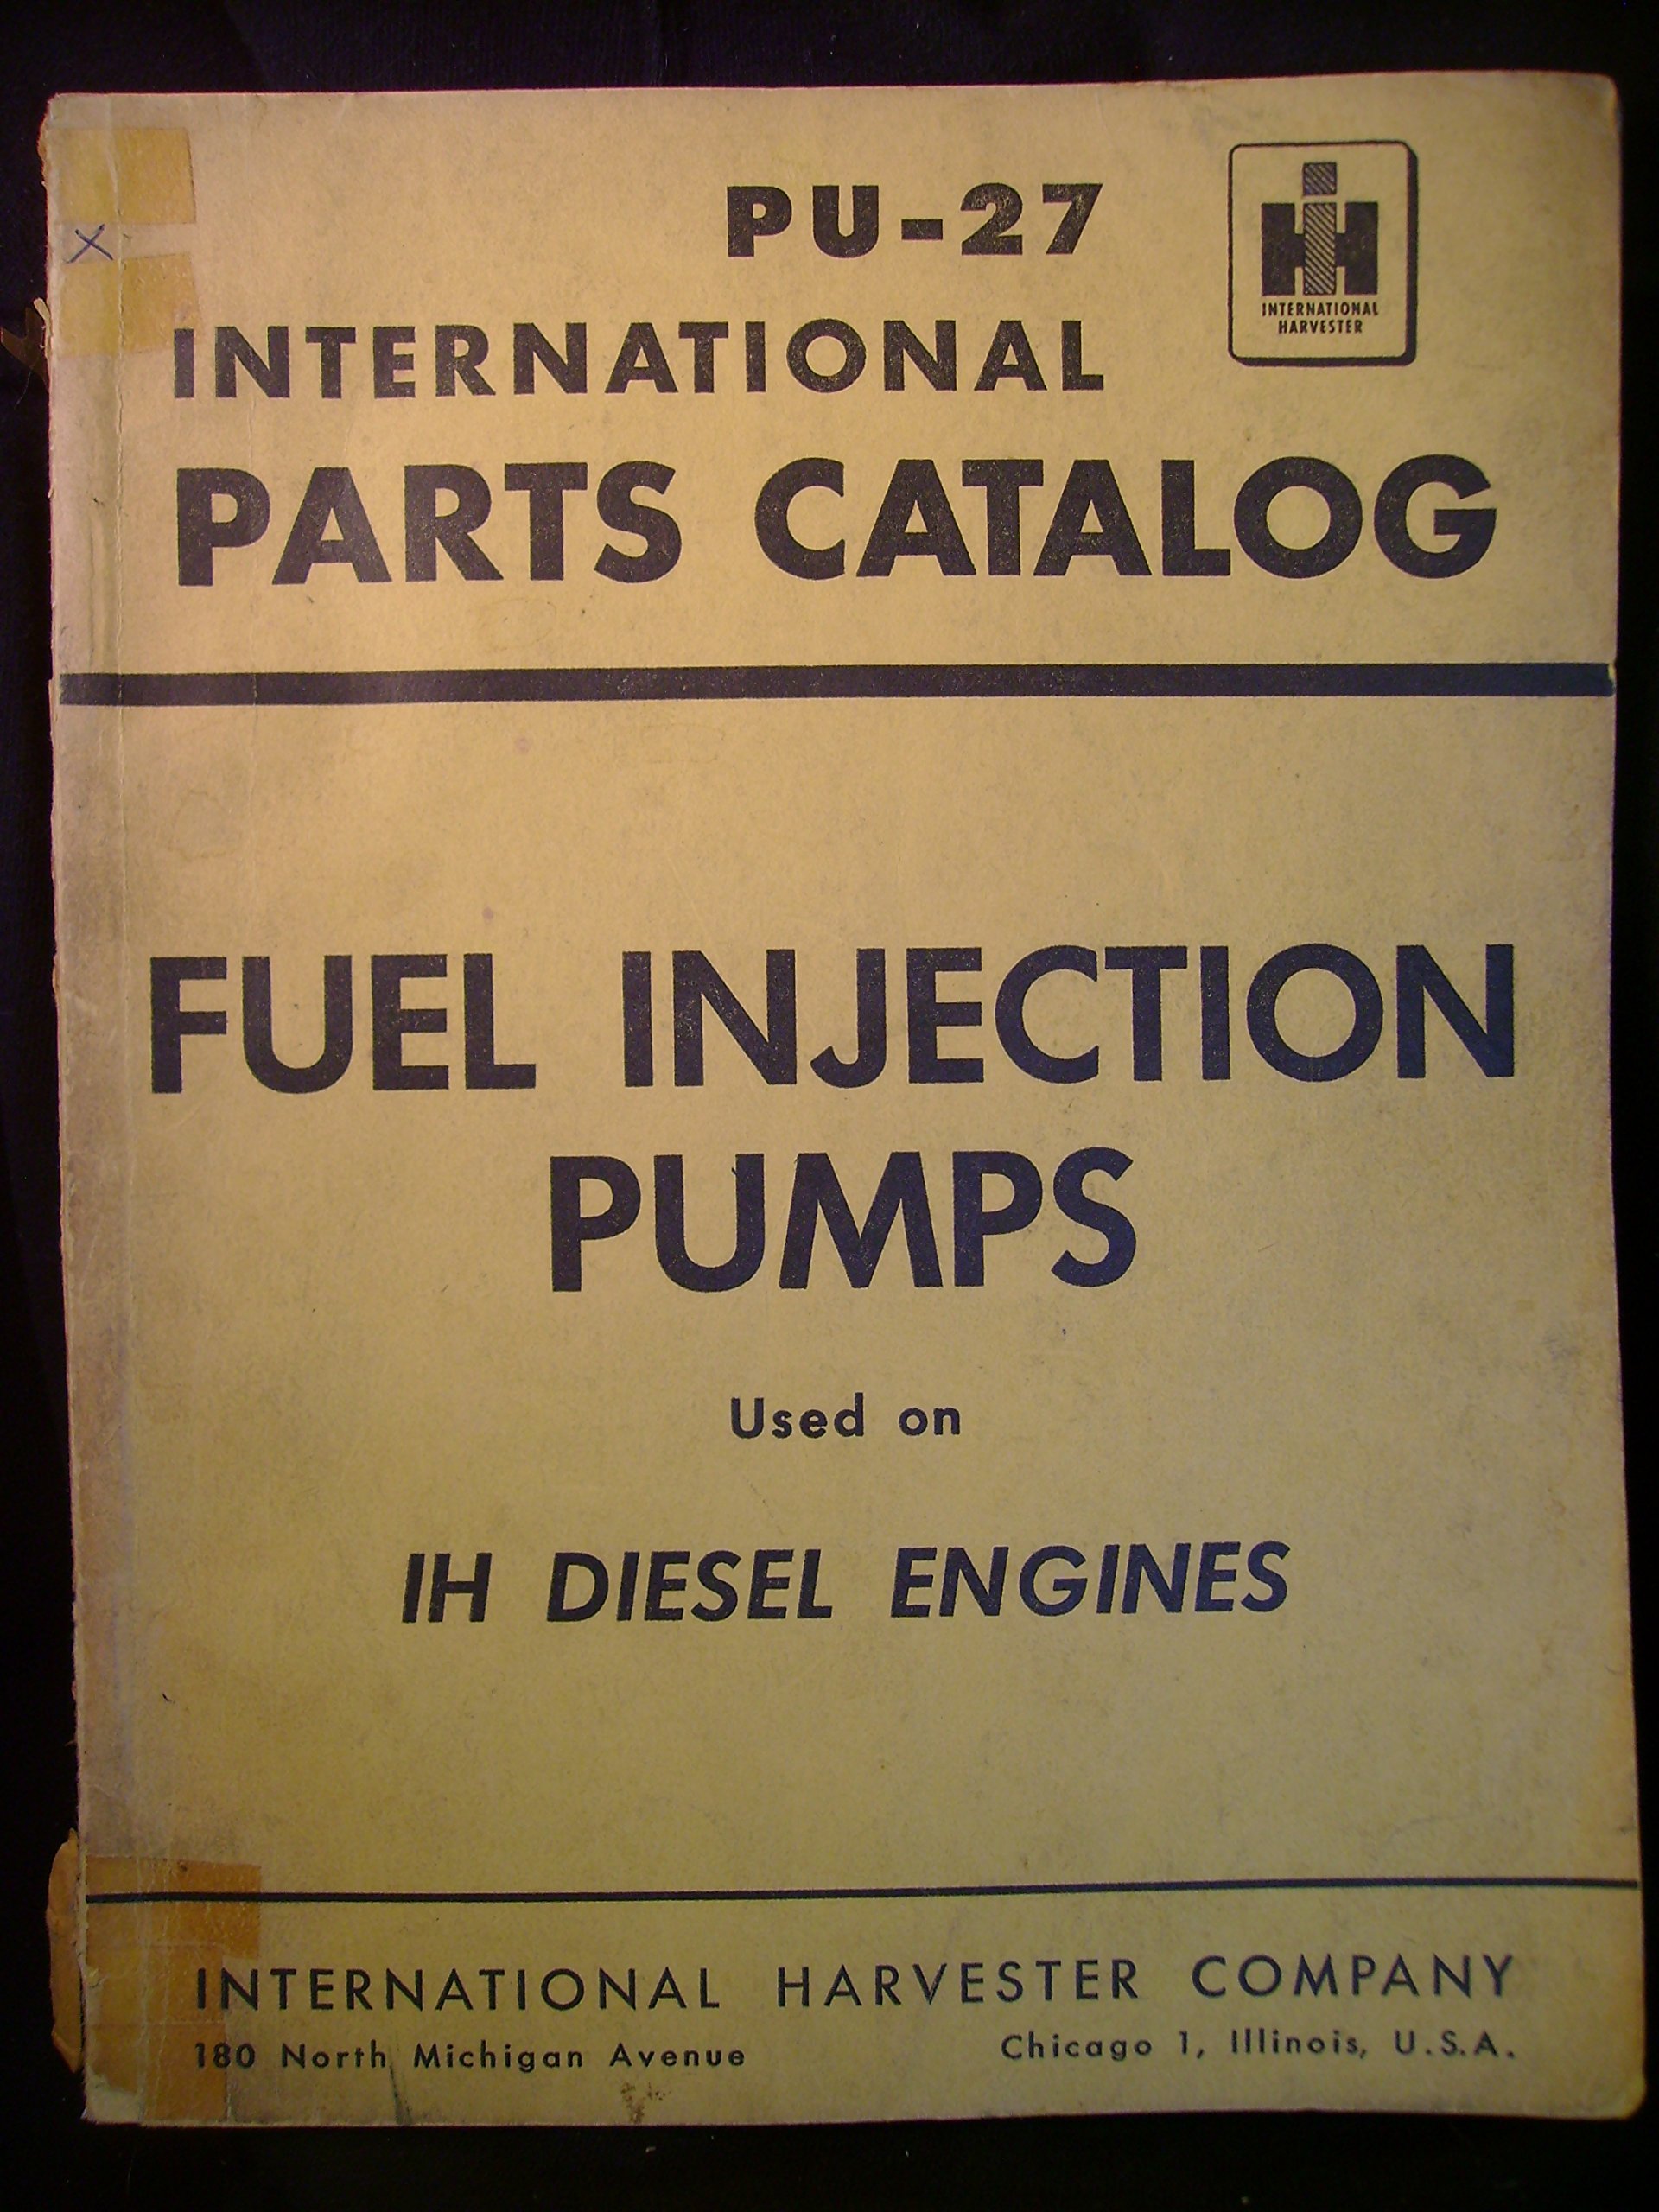 PU-27
IH
INTERNATIONAL
HARVESTER
INTERNATIONAL
PARTS CATALOG
FUEL INJECTION
PUMPS
Used on
IH DIESEL ENGINES
INTERNATIONAL HARVESTER COMPANY
180 North Michigan Avenue Chicago 1, Illinois, U.S.A.
X